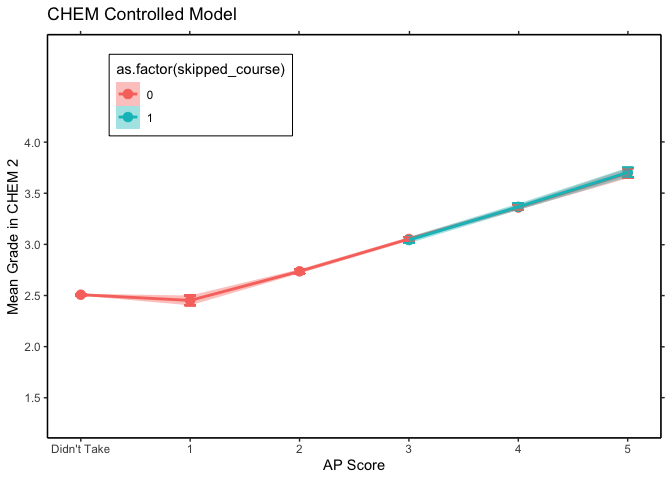 CHEM Controlled Model
as.factor(skipped_course)
0
1
Mean Grade in CHEM 2
4.0
3.5
3.0
2.5
2.0
1.5
Didn't Take 1 2 3 4 5
AP Score